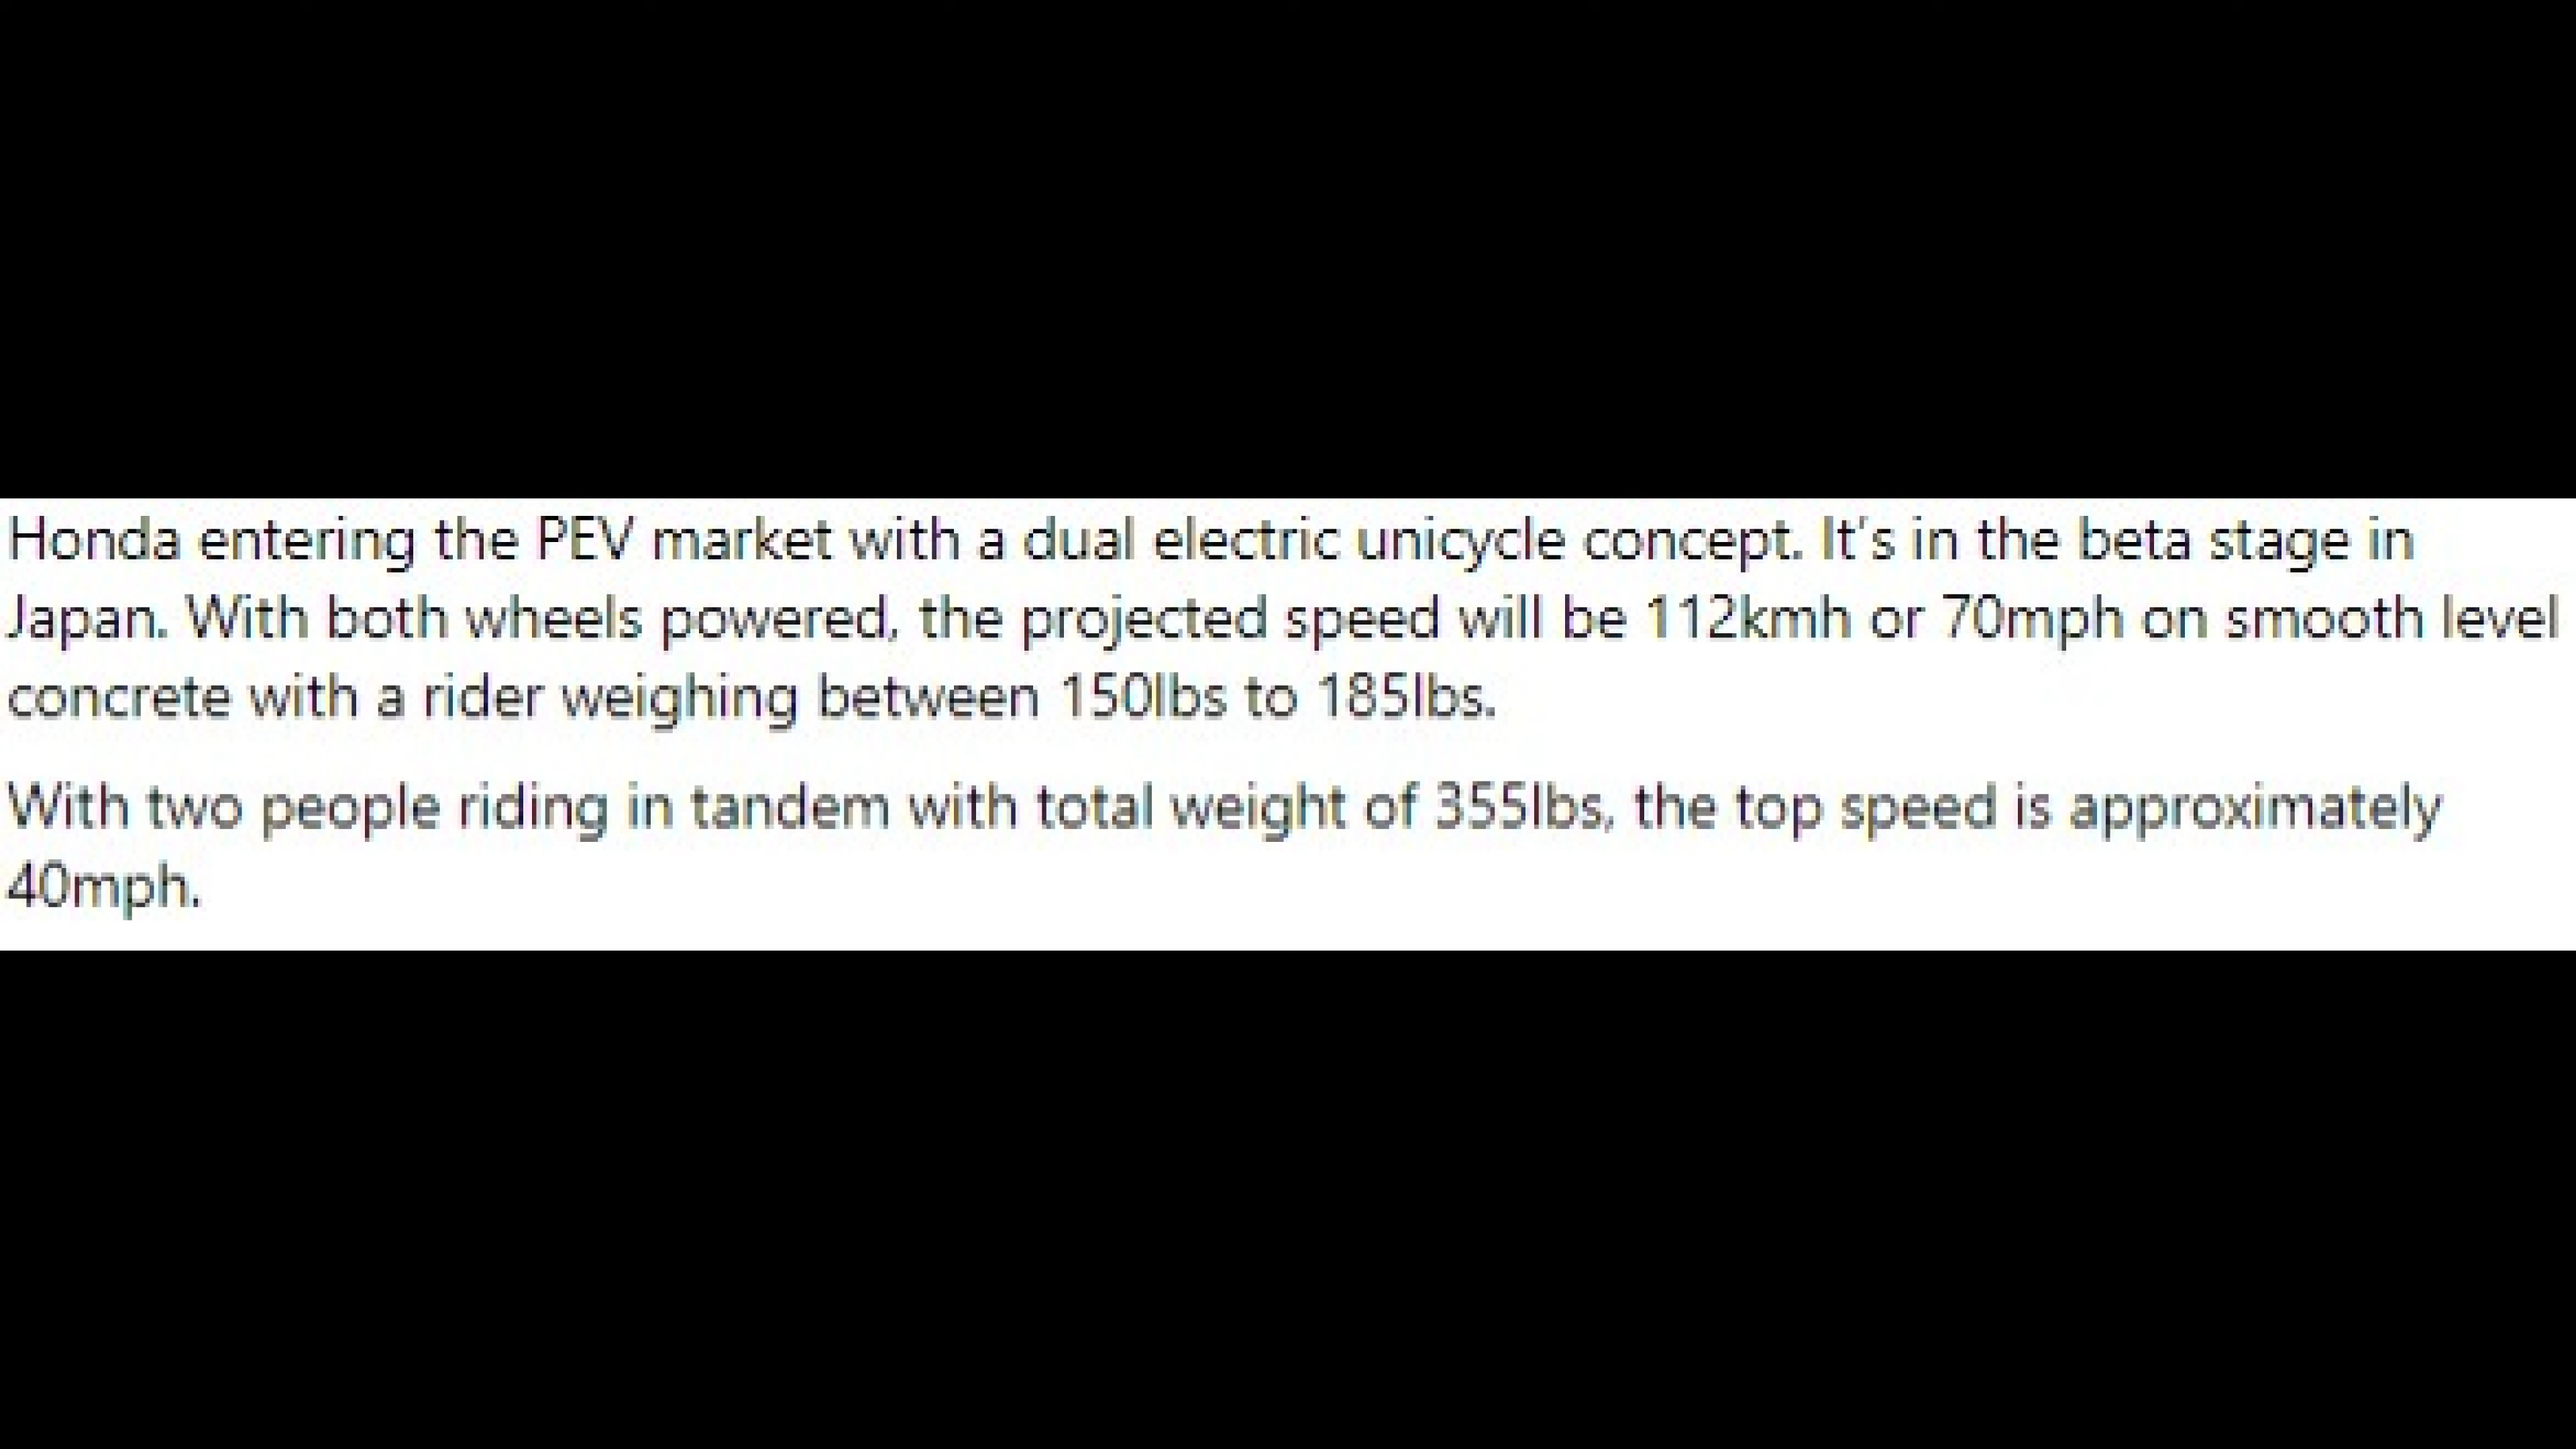 Honda entering the PEV market with a dual electric unicycle concept. It's in the beta stage in
Japan. With both wheels powered, the projected speed will be 112kmh or 70mph on smooth level
concrete with a rider weighing between 150lbs to 185lbs.
With two people riding in tandem with total weight of 355lbs, the top speed is approximately
40mph.